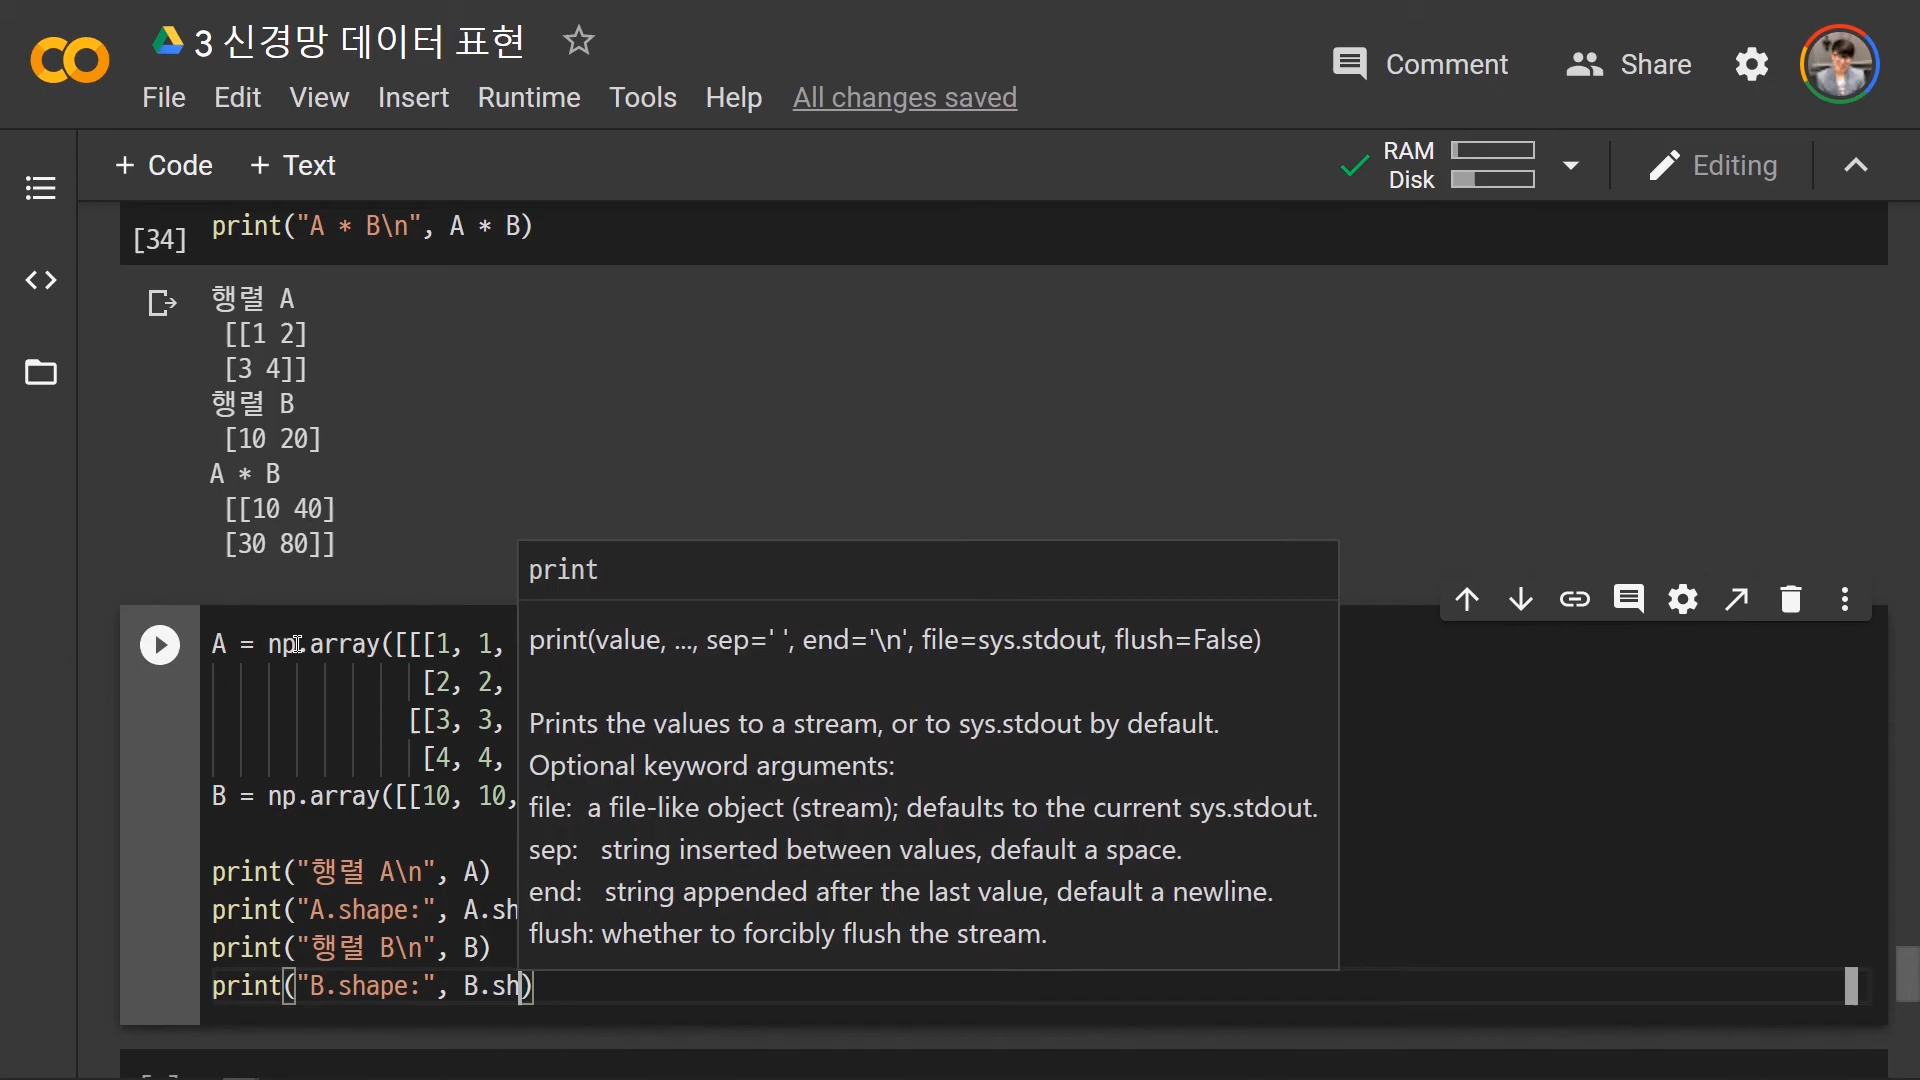 3 신경망 데이터 표현
File Edit View Insert Runtime Tools Help All changes saved
Comment Share
+ Code + Text
RAM
Disk
Editing
[34]
print("A * B\n", A * B)
행렬 A
[[1 2]
[3 4]]
행렬 B
[10 20]
A * B
[[10 40]
[30 80]]
print
print(value, ..., sep=' ', end='\n', file=sys.stdout, flush=False)
Prints the values to a stream, or to sys.stdout by default.
Optional keyword arguments:
file: a file-like object (stream); defaults to the current sys.stdout.
sep: string inserted between values, default a space.
end: string appended after the last value, default a newline.
flush: whether to forcibly flush the stream.
A = np.array([[[1, 1,
[2, 2,
[[3, 3,
[4, 4,
B = np.array([[10, 10,
print("행렬 A\n", A)
print("A.shape:", A.sh
print("행렬 B\n", B)
print("B.shape:", B.sh)